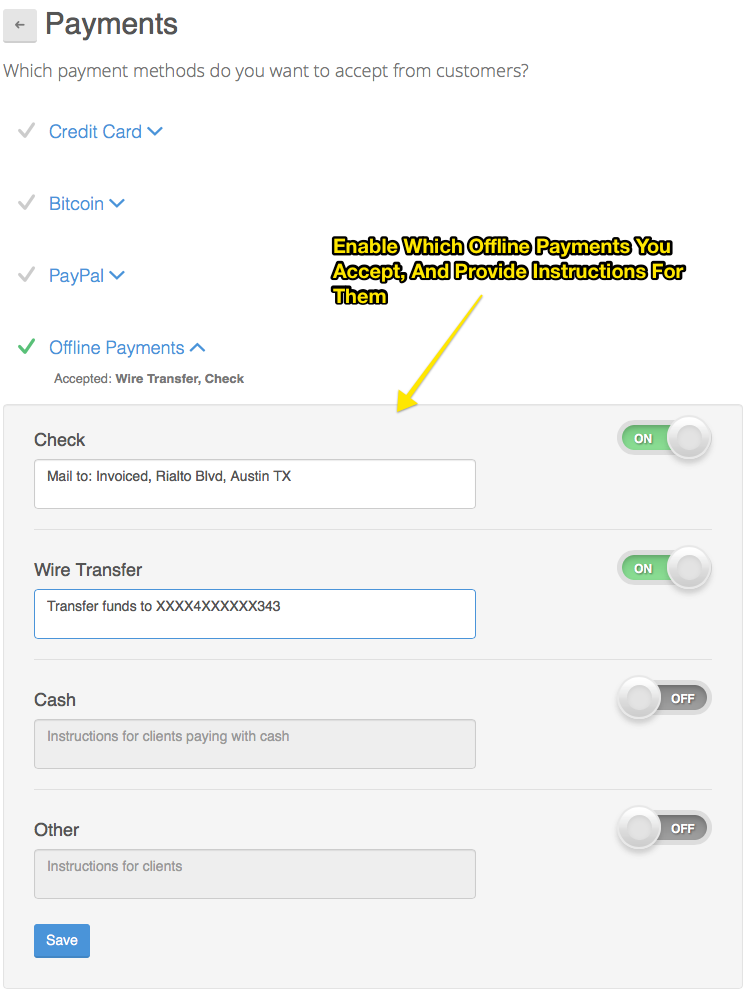 Payments
Which payment methods do you want to accept from customers?
Credit Card
Bitcoin
PayPal
Enable Which Offline Payments You
Accept, And Provide Instructions For
Them
Offline Payments
Accepted: Wire Transfer, Check
Check
ON
Mail to: Invoiced, Rialto Blvd, Austin TX
Wire Transfer
ON
Transfer funds to XXXX4XXXXXX343
Cash
OFF
Instructions for clients paying with cash
Other
OFF
Instructions for clients
Save